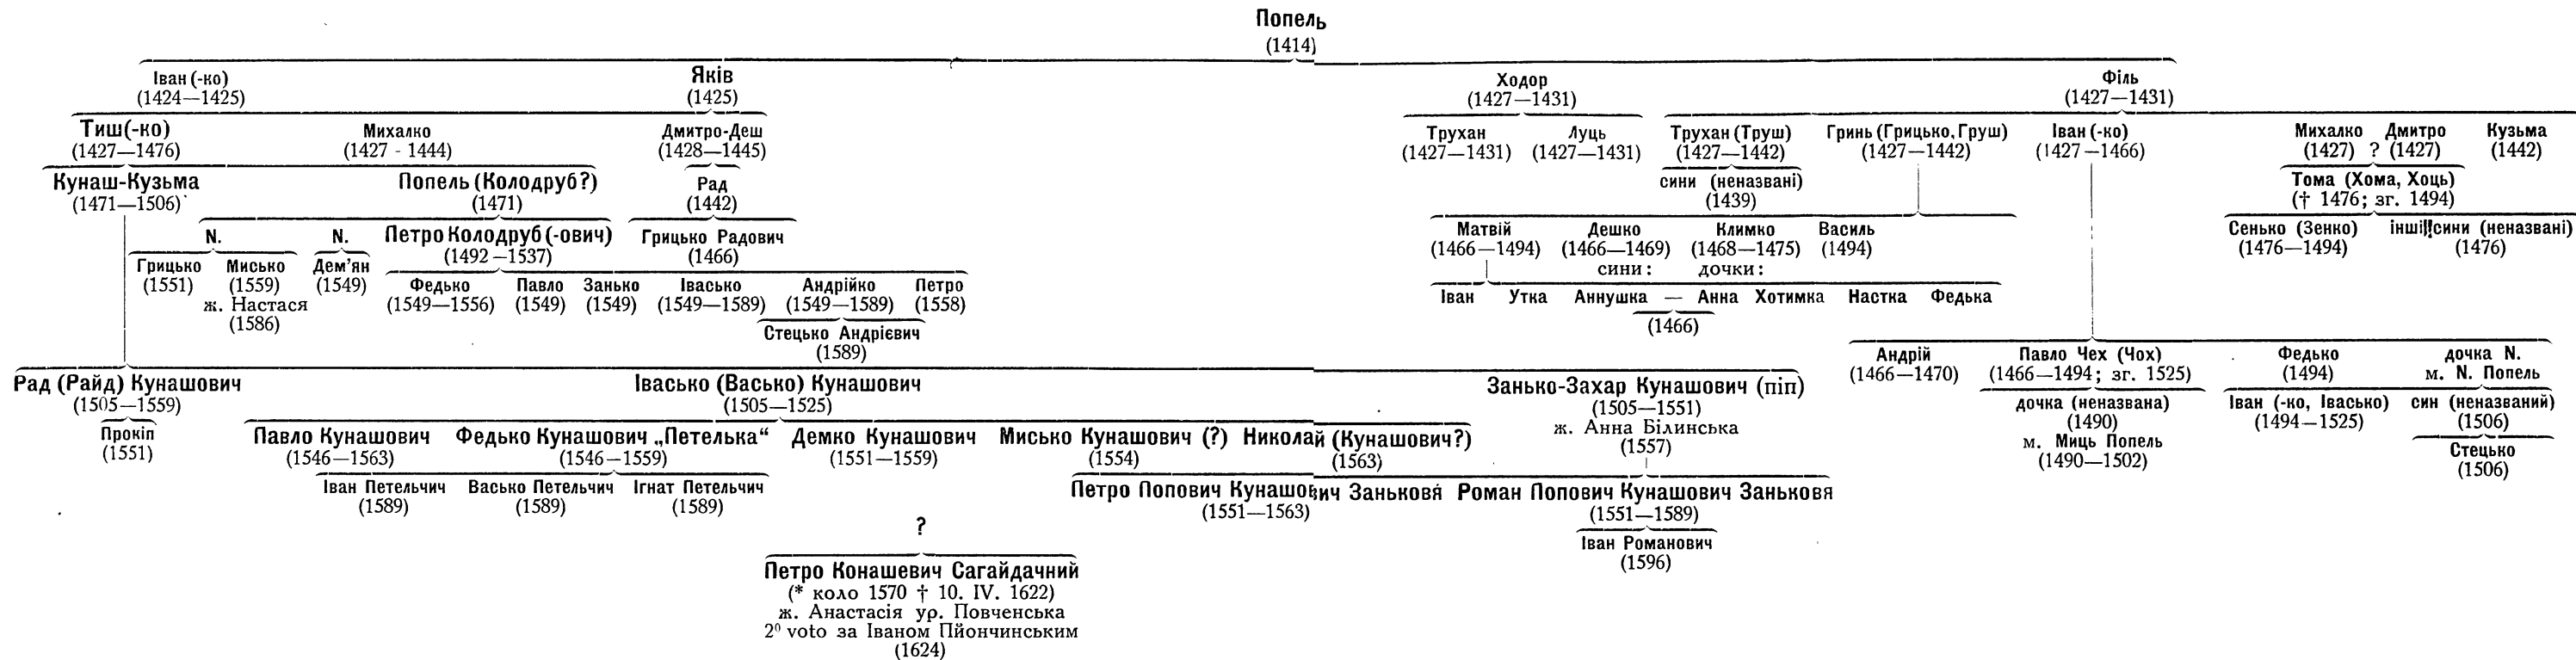 Попель
(1414)
Іван (-ко) Яків Ходор Філь
(1424—1425) (1425) (1427—1431) (1427—1431)
Тиш(-ко) Михалко Дмитро-Деш Трухан Луць Трухан (Труш) Гринь (Грицько, Груш) Іван (-ко) Михалко Дмитро Кузьма
(1427—1476) (1427 - 1444) (1428—1445) (1427—1431) (1427—1431) (1427—1442) (1427—1442) (1427—1466) (1427) ? (1427) (1442)
Кунаш-Кузьма Попель (Колодруб?) Рад сини (неназвані) Тома (Хома, Хоць)
(1471—1506) (1471) (1442) (1439) († 1476; зг. 1494)
N. N. Петро Колодруб (-ович) Грицько Радович Матвій Дешко Климко Василь Сенько (Зенко) інші сини (неназвані)
(1492—1537) (1466) (1466—1494) (1466—1469) (1468—1475) (1494) (1476—1494) (1476)
Грицько Мисько Дем'ян сини: дочки:
(1551) (1559) (1549) Федько Павло Занько Івасько Андрійко Петро Іван Утка Аннушка — Анна Хотимка Настка Федька
ж. Настася (1549—1556) (1549) (1549) (1549—1589) (1549—1589) (1558)
(1586) Стецько Андрієвич (1466)
(1589) Андрій Павло Чех (Чох) Федько дочка N.
(1466—1470) (1466—1494; зг. 1525) (1494) м. N. Попель
Рад (Райд) Кунашович Івасько (Васько) Кунашович Занько-Захар Кунашович (піп)
(1505—1559) (1505—1525) (1505—1551) дочка (неназвана) Іван (-ко, Івасько) син (неназваний)
(1490) (1494—1525) (1506)
Прокіп Павло Кунашович Федько Кунашович „Петелька“ Демко Кунашович Мисько Кунашович (?) Николай (Кунашович?) ж. Анна Білинська м. Миць Попель Стецько
(1551) (1546—1563) (1546—1559) (1551—1559) (1554) (1563) (1557) (1490—1502) (1506)
Іван Петельчич Васько Петельчич Ігнат Петельчич Петро Попович Кунашович Заньковя Роман Попович Кунашович Заньковя
(1589) (1589) (1589) (1551—1563) (1551—1589)
? Іван Романович
(1596)
Петро Конашевич Сагайдачний
(* коло 1570 † 10. IV. 1622)
ж. Анастасія ур. Повченська
2⁰ voto за Іваном Пйончинським
(1624)